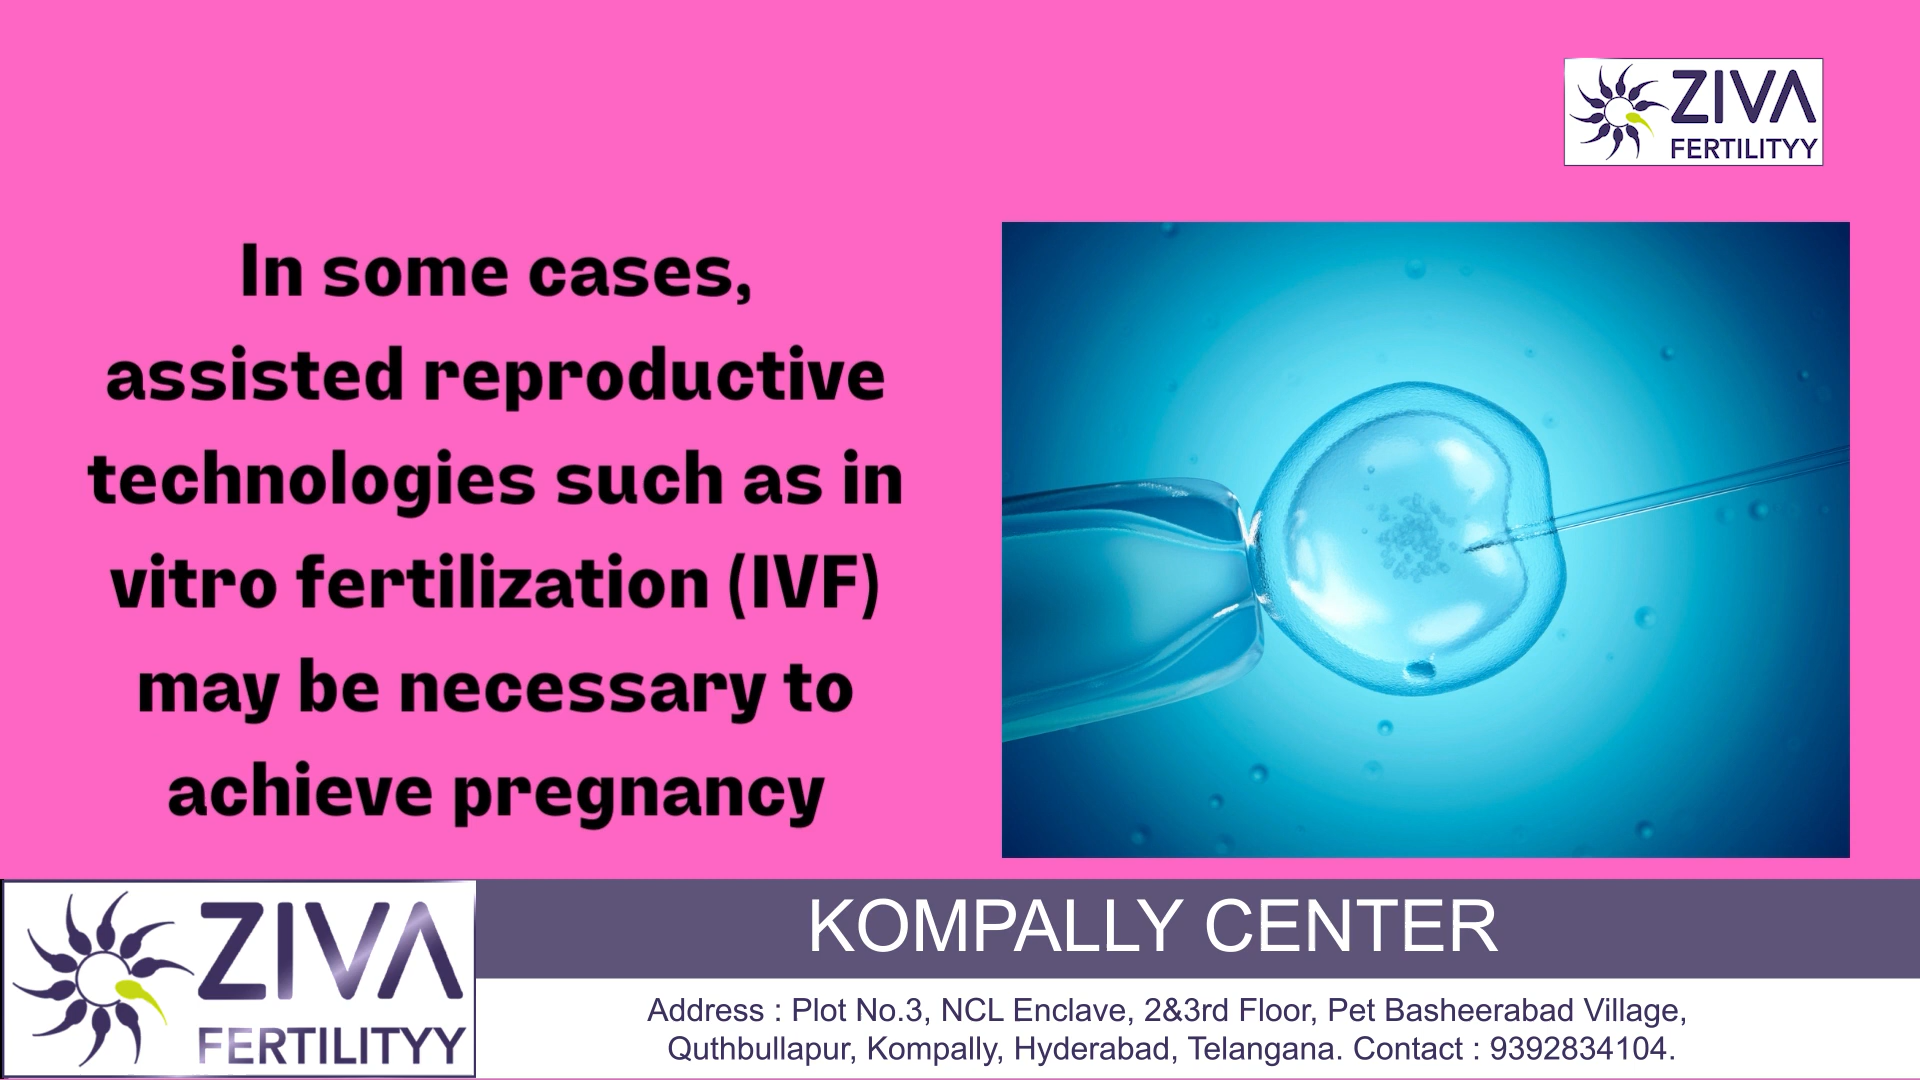 ZIVA
FERTILITYY
In some cases,
assisted reproductive
technologies such as in
vitro fertilization (IVF)
may be necessary to
achieve pregnancy
ZIVA
FERTILITYY
KOMPALLY CENTER
Address : Plot No.3, NCL Enclave, 2&3rd Floor, Pet Basheerabad Village,
Quthbullapur, Kompally, Hyderabad, Telangana. Contact : 9392834104.